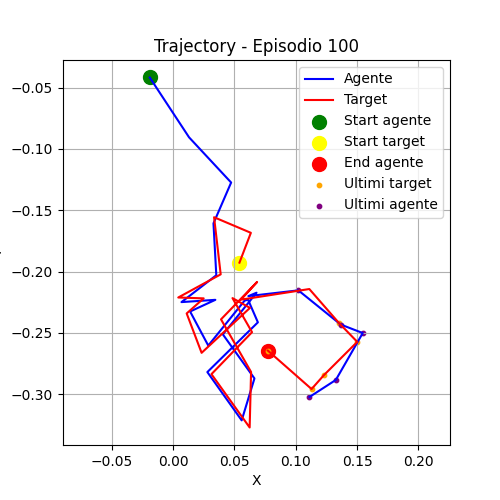 Trajectory - Episodio 100
Agente
Target
Start agente
Start target
End agente
Ultimi target
Ultimi agente
−0.05
−0.10
−0.15
−0.20
−0.25
−0.30
−0.05
0.00
0.05
0.10
0.15
0.20
X